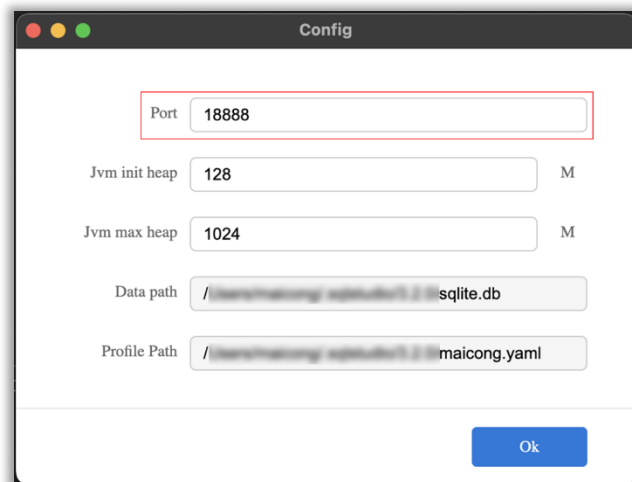 Config
Port 18888
Jvm init heap 128 M
Jvm max heap 1024 M
Data path / sqlite.db
Profile Path / maicong.yaml
Ok